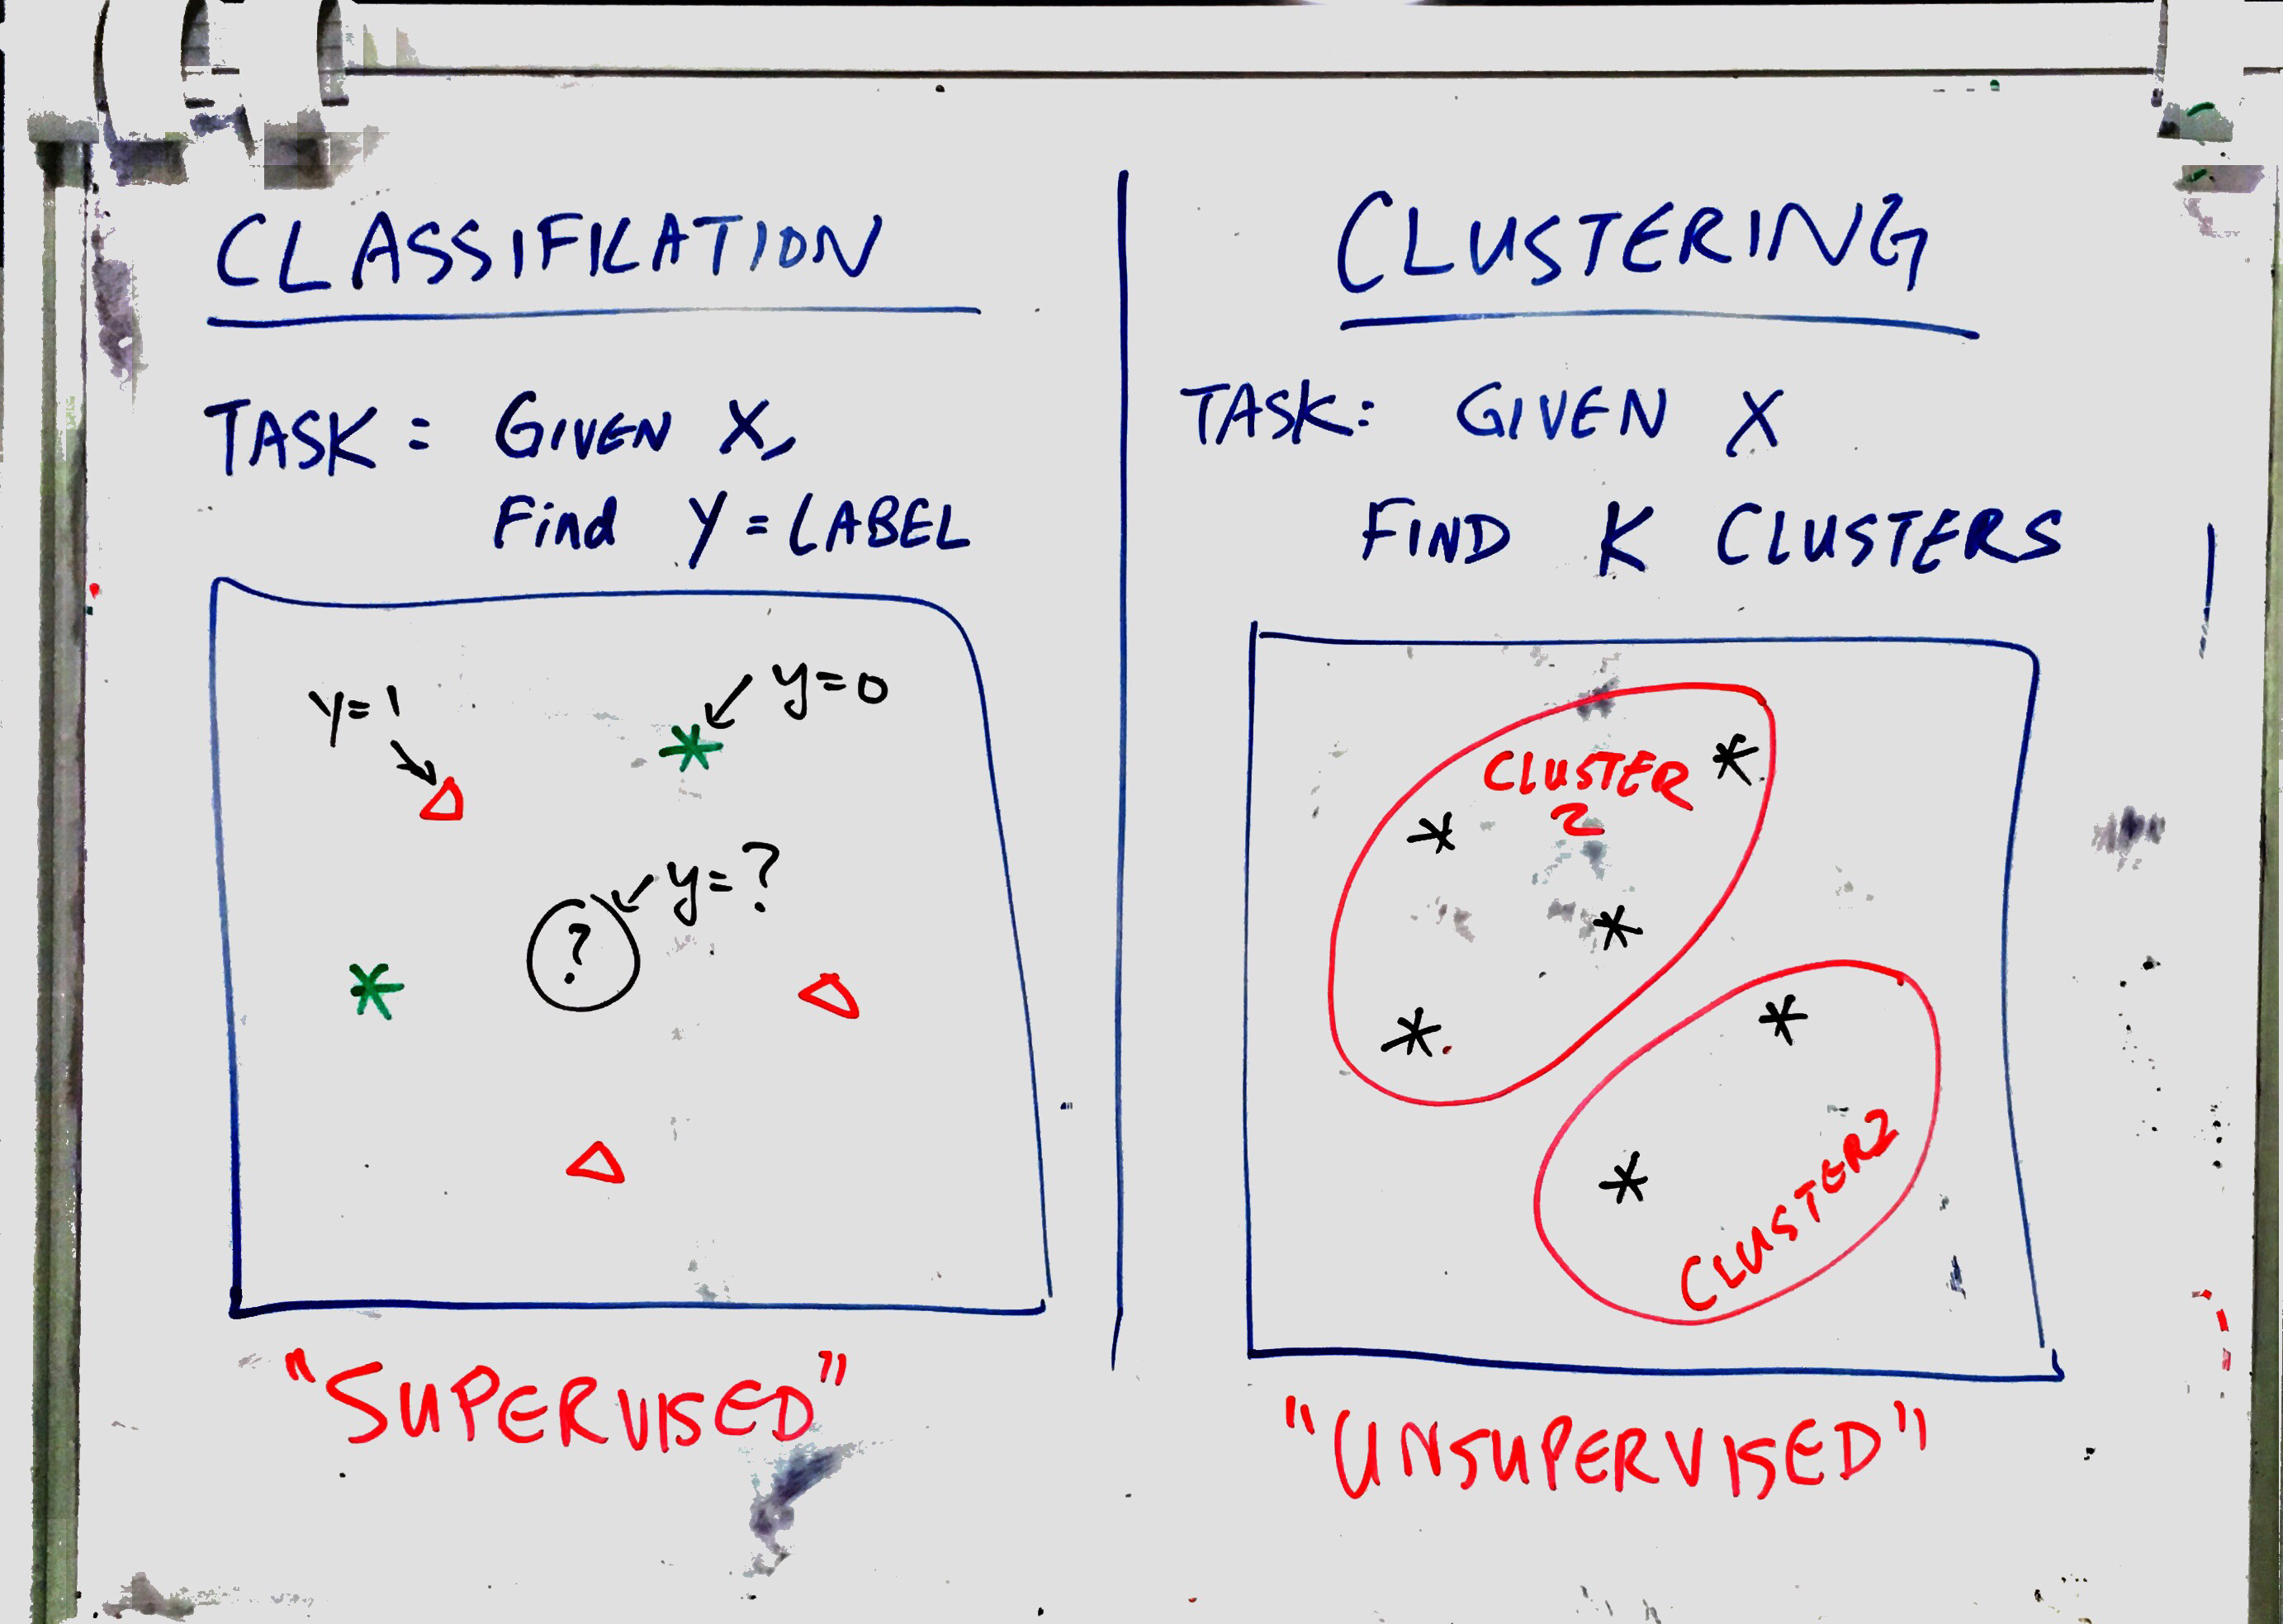 CLASSIFICATION
TASK: GIVEN X,
Find Y = LABEL
y=1
y=0
y=?
?
"SUPERVISED"
CLUSTERING
TASK: GIVEN X
FIND K CLUSTERS
CLUSTER
2
CLUSTER2
"UNSUPERVISED"